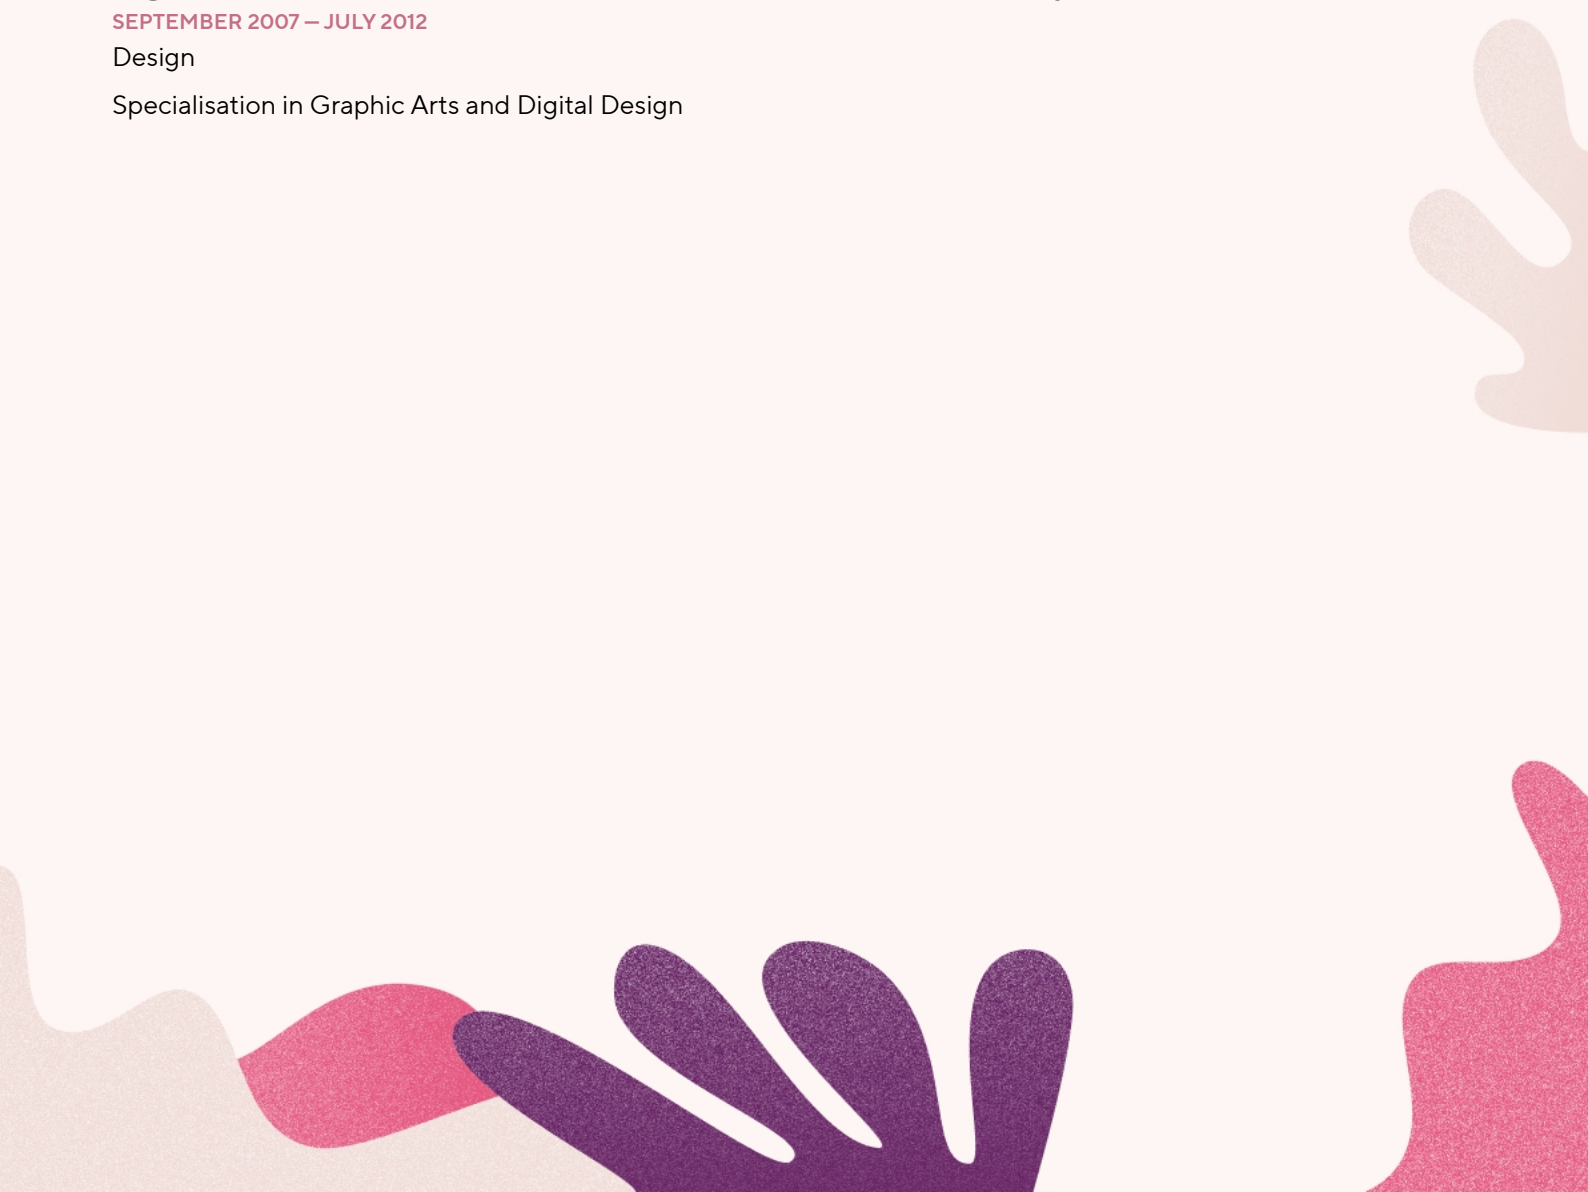 SEPTEMBER 2007 – JULY 2012
Design
Specialisation in Graphic Arts and Digital Design